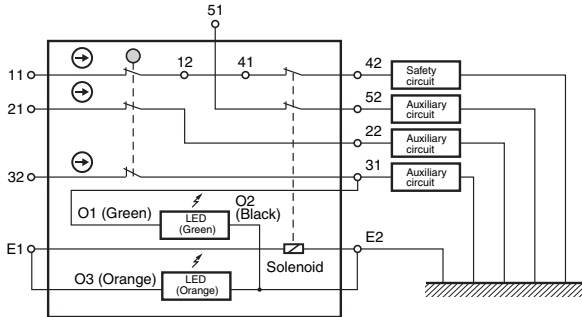 51
11
12
41
42
Safety
circuit
21
52
Auxiliary
circuit
22
Auxiliary
circuit
32
31
Auxiliary
circuit
O1 (Green)
LED
(Green)
O2
(Black)
E1
E2
Solenoid
O3 (Orange)
LED
(Orange)